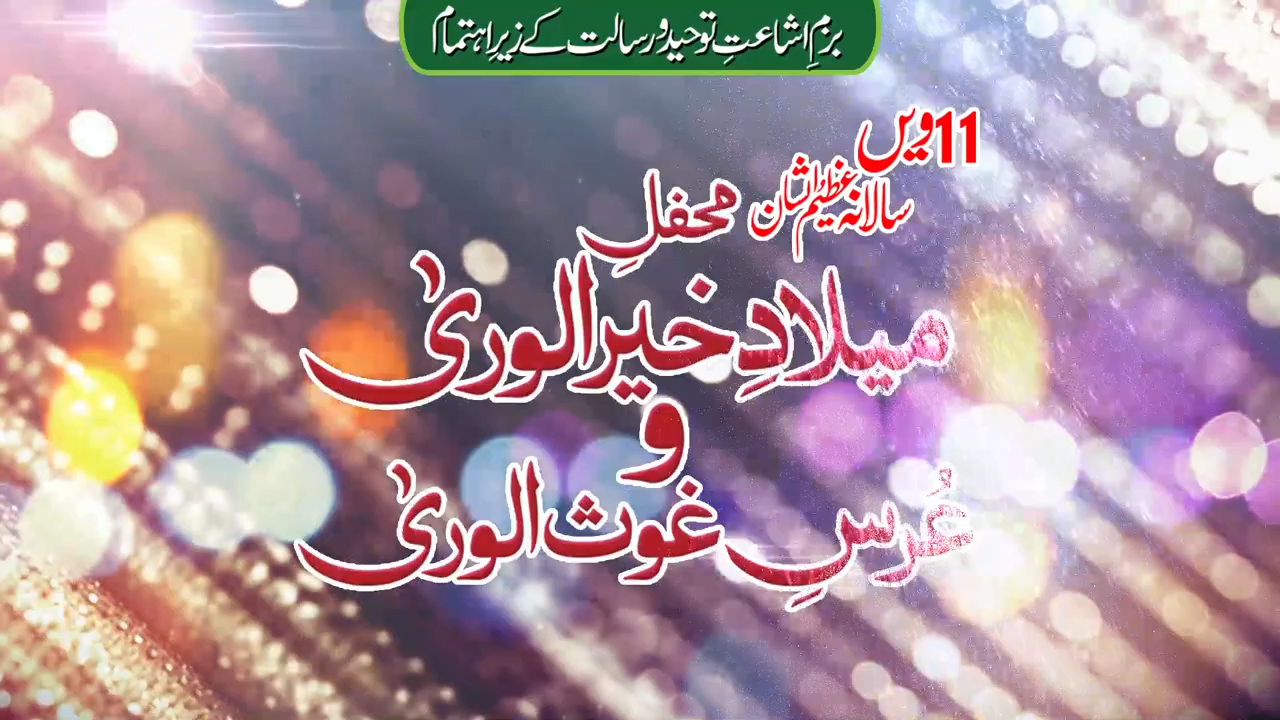 بزمِ اشاعتِ توحید و رسالت کے زیرِ اہتمام
11ویں
سالانہ عظیمُ الشان
محفلِ
میلادِ خیر الوریٰ
و
عُرسِ غوث الوریٰ